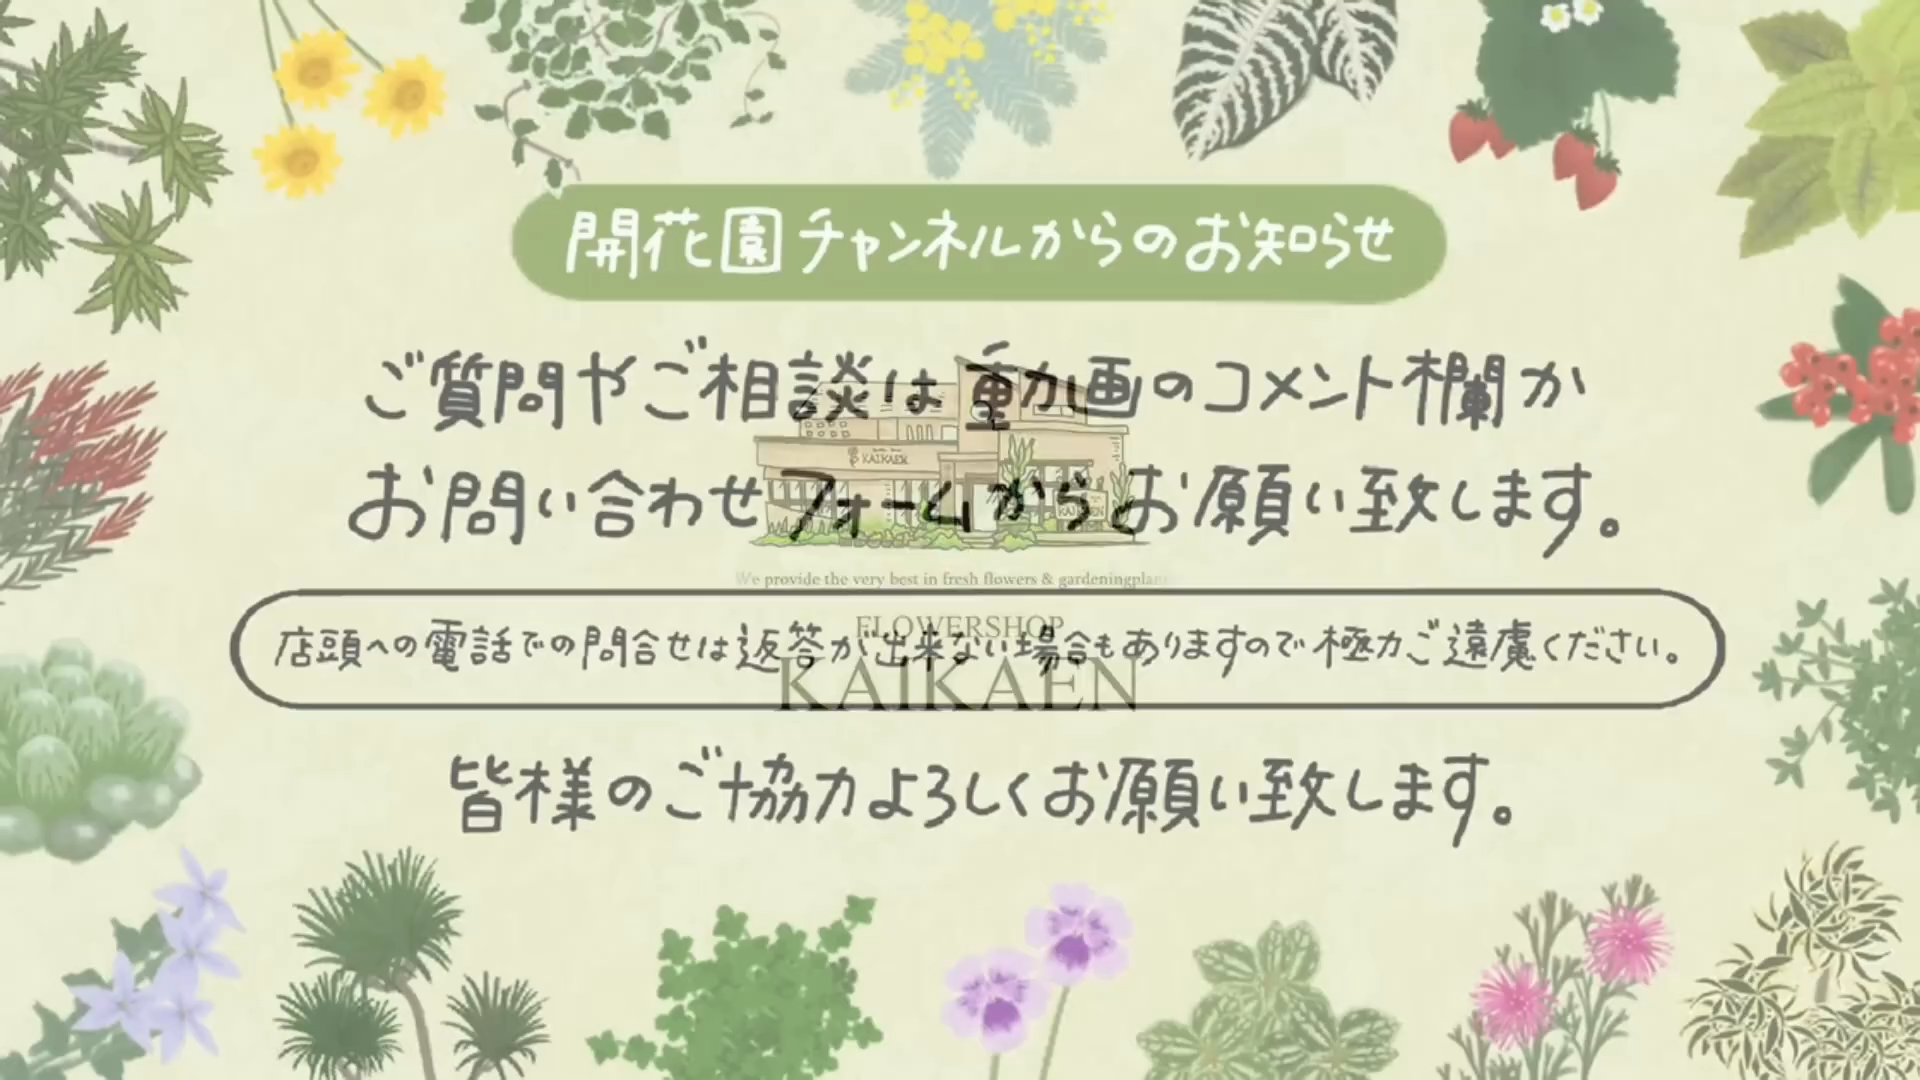 開花園チャンネルからのお知らせ
ご質問やご相談は動画のコメント欄か
お問い合わせフォームからお願い致します。
KAIKAEN
KAIKAEN
We provide the very best in fresh flowers & gardeningplan
FLOWERSHOP
店頭への電話での問合せは返答が出来ない場合もありますので極力ご遠慮ください。
KAIKAEN
皆様のご協力よろしくお願い致します。